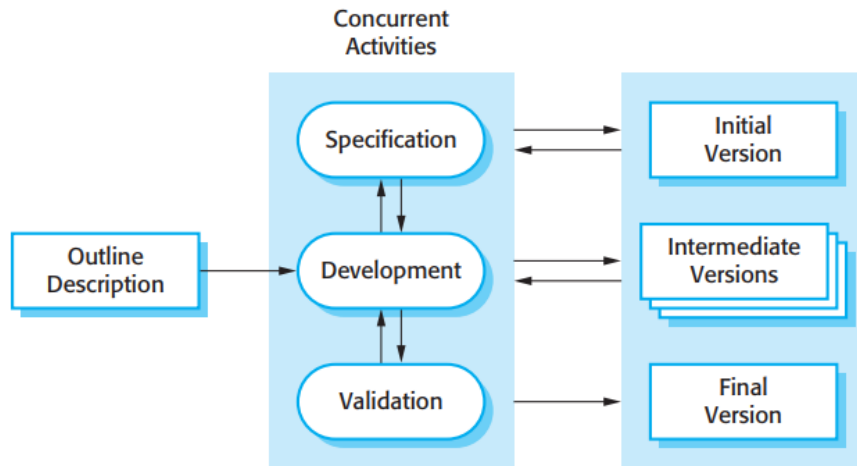 Concurrent
Activities
Specification
Initial
Version
Outline
Description
Development
Intermediate
Versions
Validation
Final
Version